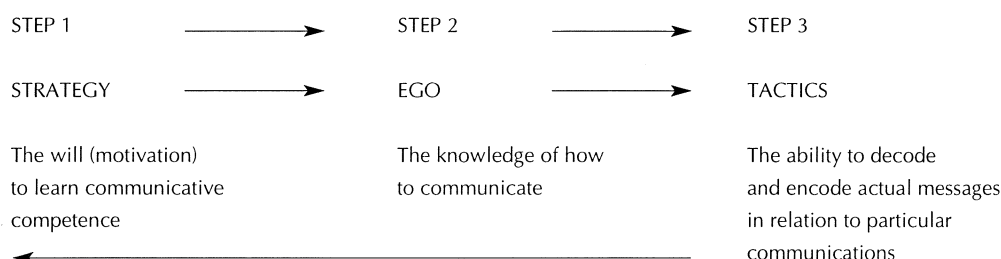 STEP 1 STEP 2 STEP 3
STRATEGY EGO TACTICS
The will (motivation) The knowledge of how The ability to decode
to learn communicative to communicate and encode actual messages
competence in relation to particular
communications